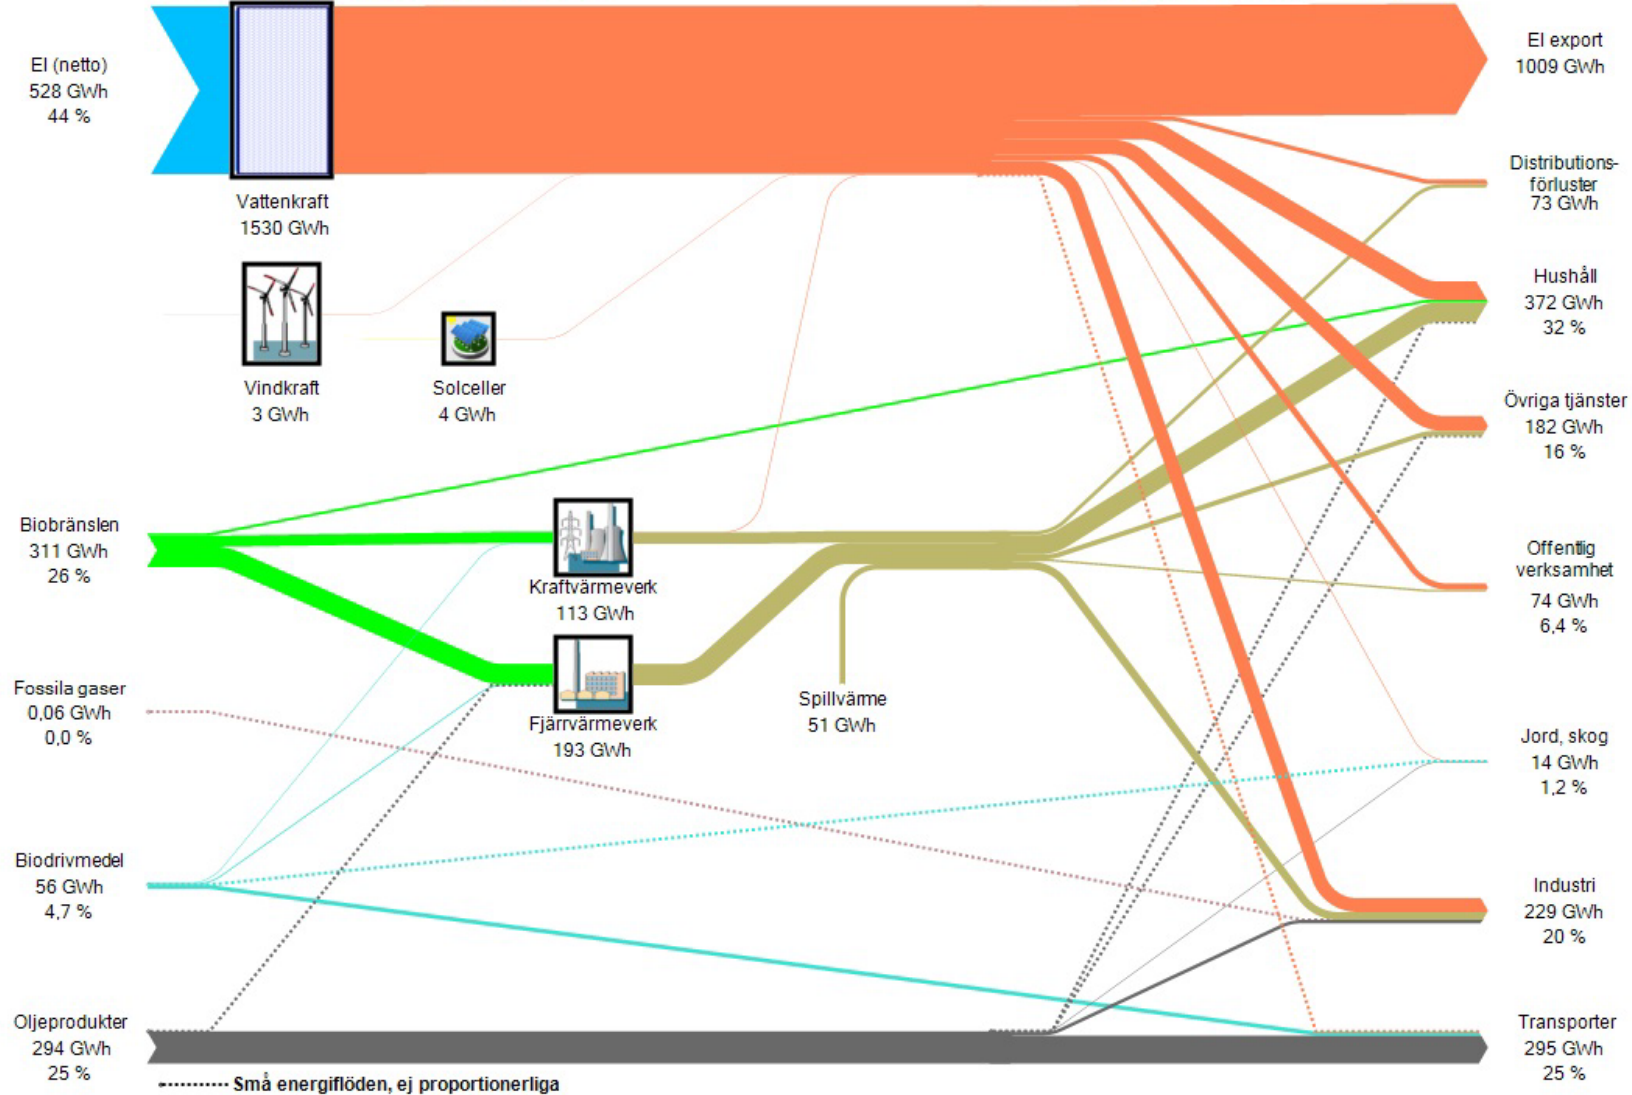 El (netto)
528 GWh
44 %
Vattenkraft
1530 GWh
Vindkraft
3 GWh
Solceller
4 GWh
Biobränslen
311 GWh
26 %
Kraftvärmeverk
113 GWh
Fjärrvärmeverk
193 GWh
Spillvärme
51 GWh
Fossila gaser
0,06 GWh
0,0 %
Biodrivmedel
56 GWh
4,7 %
Oljeprodukter
294 GWh
25 %
Små energiflöden, ej proportionerliga
El export
1009 GWh
Distributions-
förluster
73 GWh
Hushåll
372 GWh
32 %
Övriga tjänster
182 GWh
16 %
Offentlig
verksamhet
74 GWh
6,4 %
Jord, skog
14 GWh
1,2 %
Industri
229 GWh
20 %
Transporter
295 GWh
25 %